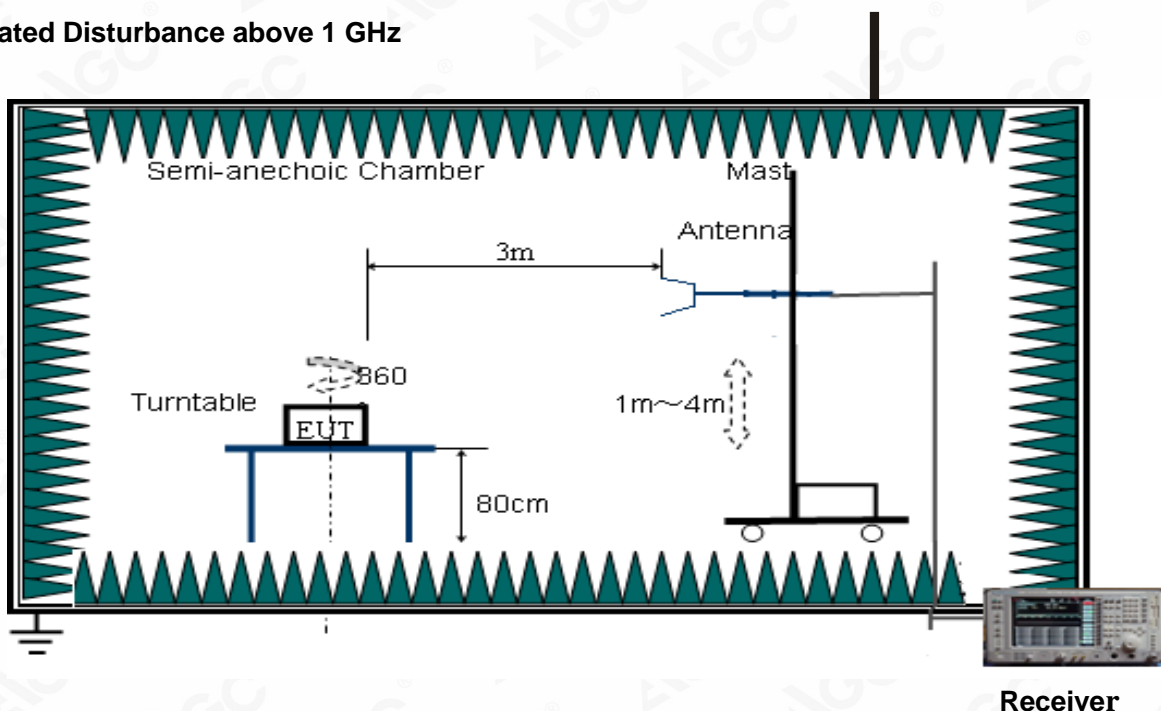 ated Disturbance above 1 GHz
Semi-anechoic Chamber
Mast
Antenna
3m
360
Turntable
1m～4m
EUT
80cm
Receiver